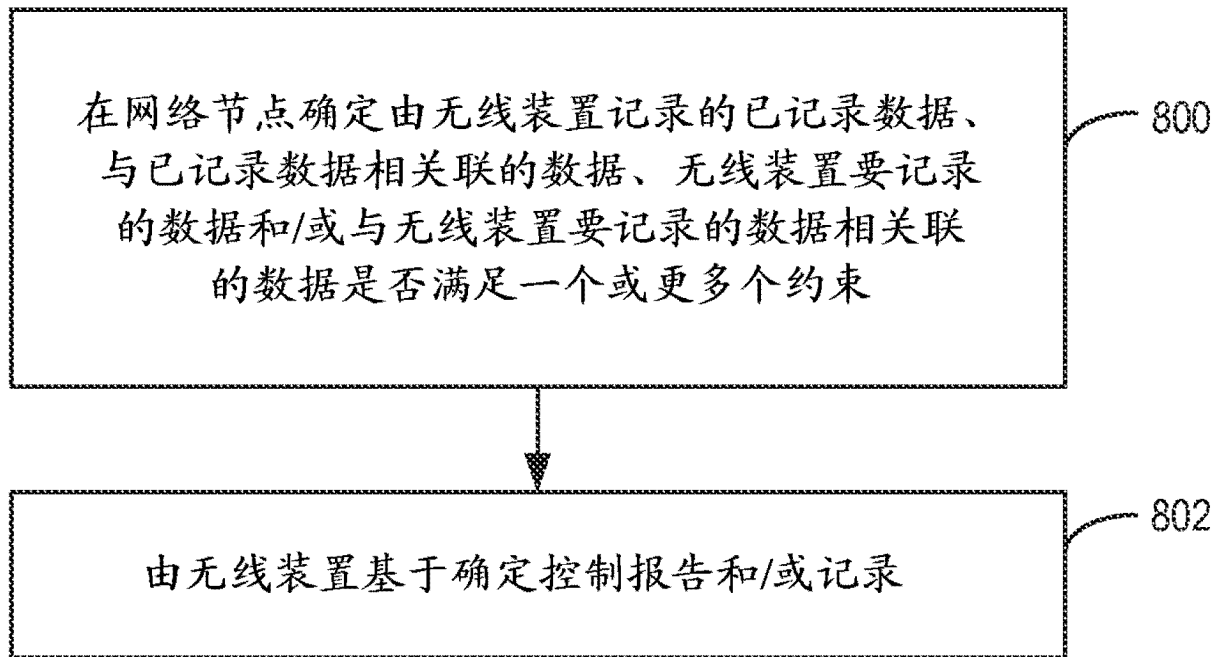 在网络节点确定由无线装置记录的已记录数据、
与已记录数据相关联的数据、无线装置要记录
的数据和/或与无线装置要记录的数据相关联
的数据是否满足一个或更多个约束
800
由无线装置基于确定控制报告和/或记录
802